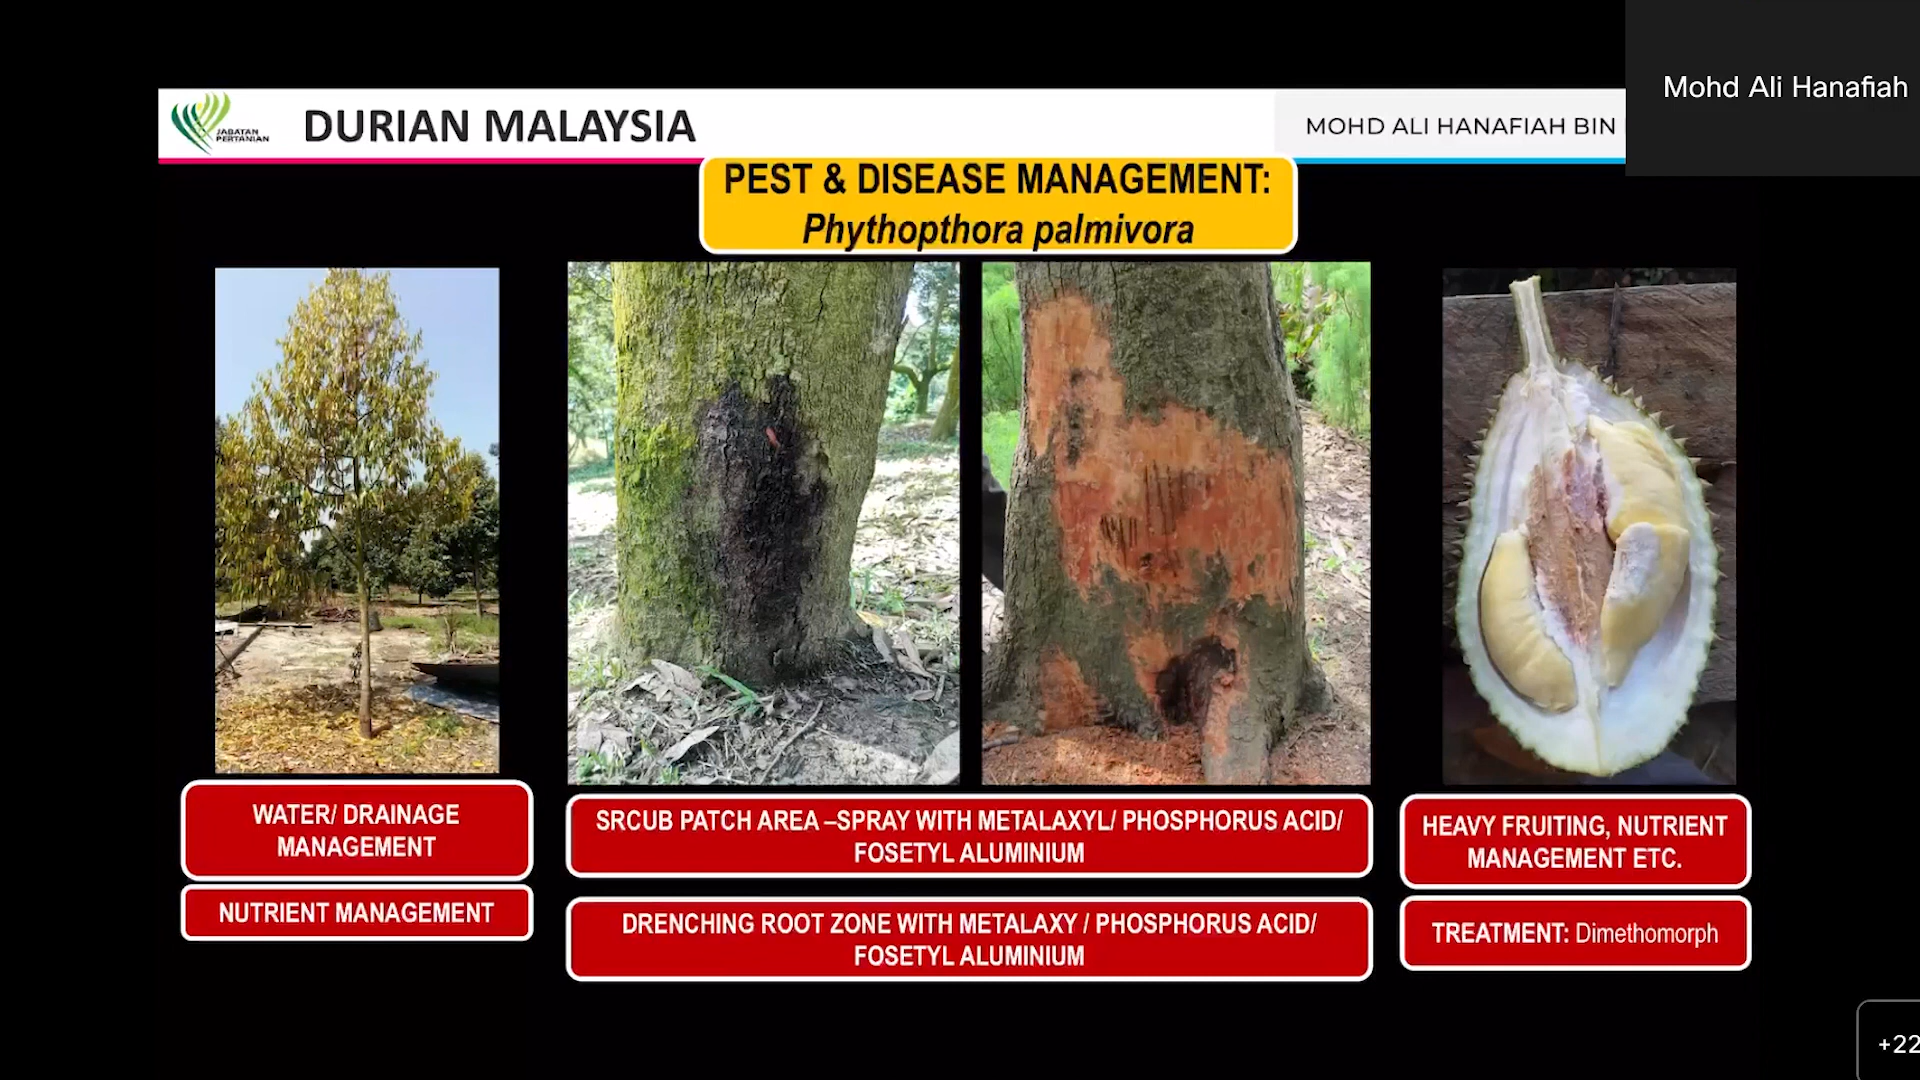 Mohd Ali Hanafiah
JABATAN
PERTANIAN
DURIAN MALAYSIA
MOHD ALI HANAFIAH BIN
PEST & DISEASE MANAGEMENT:
Phythopthora palmivora
WATER/ DRAINAGE
MANAGEMENT
NUTRIENT MANAGEMENT
SRCUB PATCH AREA –SPRAY WITH METALAXYL/ PHOSPHORUS ACID/
FOSETYL ALUMINIUM
DRENCHING ROOT ZONE WITH METALAXY / PHOSPHORUS ACID/
FOSETYL ALUMINIUM
HEAVY FRUITING, NUTRIENT
MANAGEMENT ETC.
TREATMENT: Dimethomorph
+22